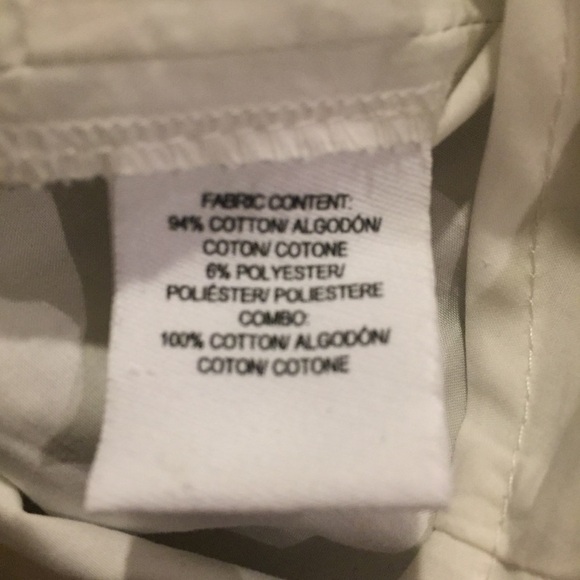 FABRIC CONTENT:
94% COTTON/ ALGODÓN/
COTON/ COTONE
6% POLYESTER/
POLIÉSTER/ POLIESTERE
COMBO:
100% COTTON/ ALGODÓN/
COTON/ COTONE